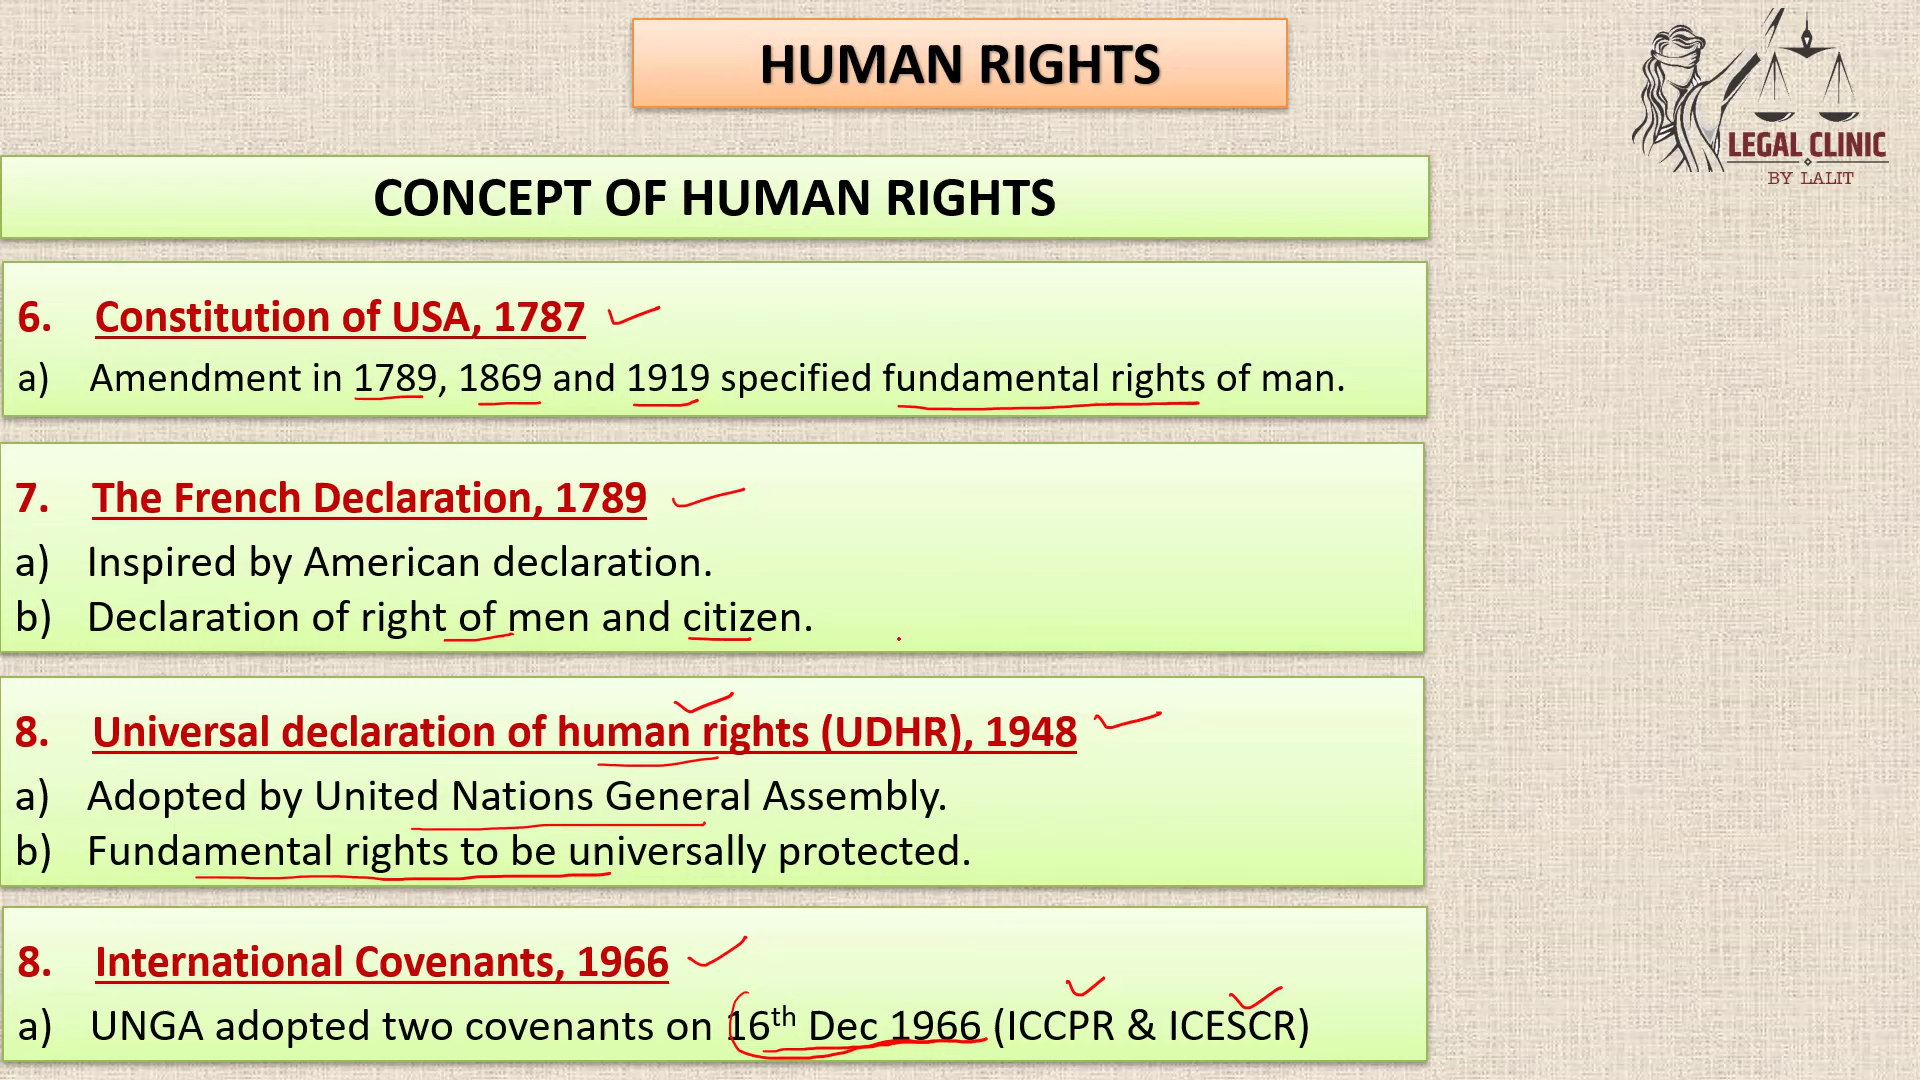 HUMAN RIGHTS
LEGAL CLINIC
BY LALIT
CONCEPT OF HUMAN RIGHTS
6. Constitution of USA, 1787
a) Amendment in 1789, 1869 and 1919 specified fundamental rights of man.
7. The French Declaration, 1789
a) Inspired by American declaration.
b) Declaration of right of men and citizen.
8. Universal declaration of human rights (UDHR), 1948
a) Adopted by United Nations General Assembly.
b) Fundamental rights to be universally protected.
8. International Covenants, 1966
a) UNGA adopted two covenants on 16th Dec 1966 (ICCPR & ICESCR)